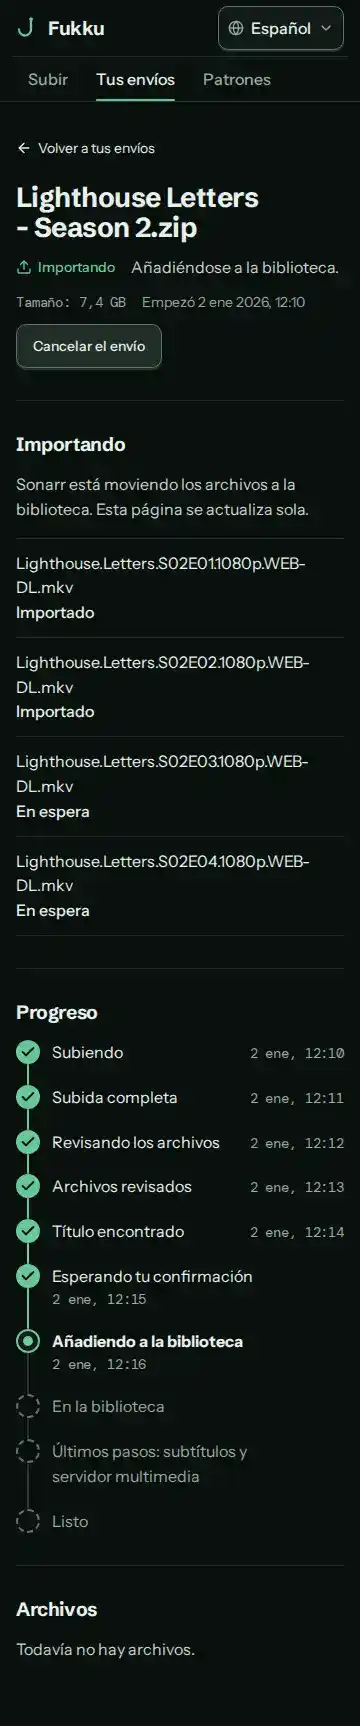 Fukku
Español
Subir
Tus envíos
Patrones
← Volver a tus envíos
Lighthouse Letters
- Season 2.zip
Importando
Añadiéndose a la biblioteca.
Tamaño: 7,4 GB
Empezó 2 ene 2026, 12:10
Cancelar el envío
Importando
Sonarr está moviendo los archivos a la
biblioteca. Esta página se actualiza sola.
Lighthouse.Letters.S02E01.1080p.WEB-
DL.mkv
Importado
Lighthouse.Letters.S02E02.1080p.WEB-
DL.mkv
Importado
Lighthouse.Letters.S02E03.1080p.WEB-
DL.mkv
En espera
Lighthouse.Letters.S02E04.1080p.WEB-
DL.mkv
En espera
Progreso
Subiendo 2 ene, 12:10
Subida completa 2 ene, 12:11
Revisando los archivos 2 ene, 12:12
Archivos revisados 2 ene, 12:13
Título encontrado 2 ene, 12:14
Esperando tu confirmación
2 ene, 12:15
Añadiendo a la biblioteca
2 ene, 12:16
En la biblioteca
Últimos pasos: subtítulos y
servidor multimedia
Listo
Archivos
Todavía no hay archivos.